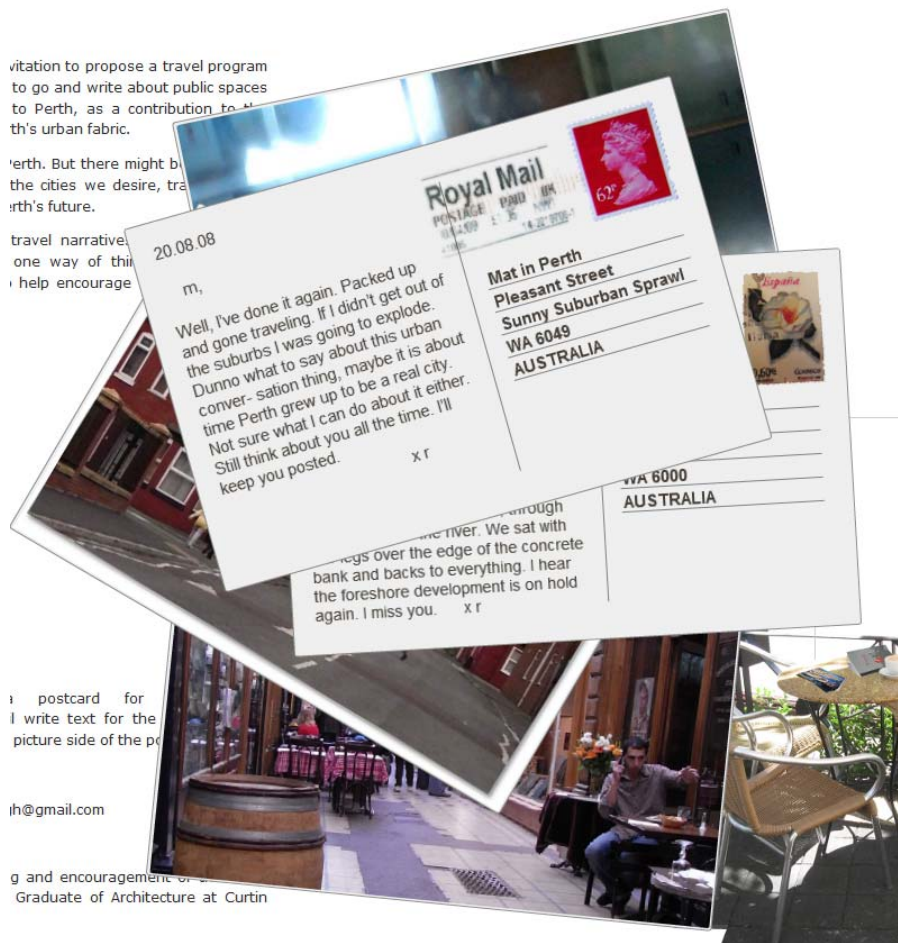 vitation to propose a travel program
to go and write about public spaces
to Perth, as a contribution to
th's urban fabric.
Perth. But there might
the cities we desire,
erth's future.
travel narrative
one way of
help encourage
20.08.08
m,
Well, I've done it again. Packed up
and gone traveling. If I didn't get out of
the suburbs I was going to explode.
Dunno what to say about this urban
conver- sation thing, maybe it is about
time Perth grew up to be a real city.
Not sure what I can do about it either.
Still think about you all the time. I'll
keep you posted.
x r
Royal Mail
POSTAGE PAID UK
62P
Mat in Perth
Pleasant Street
Sunny Suburban Sprawl
WA 6049
AUSTRALIA
España
WA 6000
AUSTRALIA
through
the river. We sat with
legs over the edge of the concrete
bank and backs to everything. I hear
the foreshore development is on hold
again. I miss you. x r
a postcard for
l write text for the
picture side of the
gh@gmail.com
g and encouragement
Graduate of Architecture at Curtin